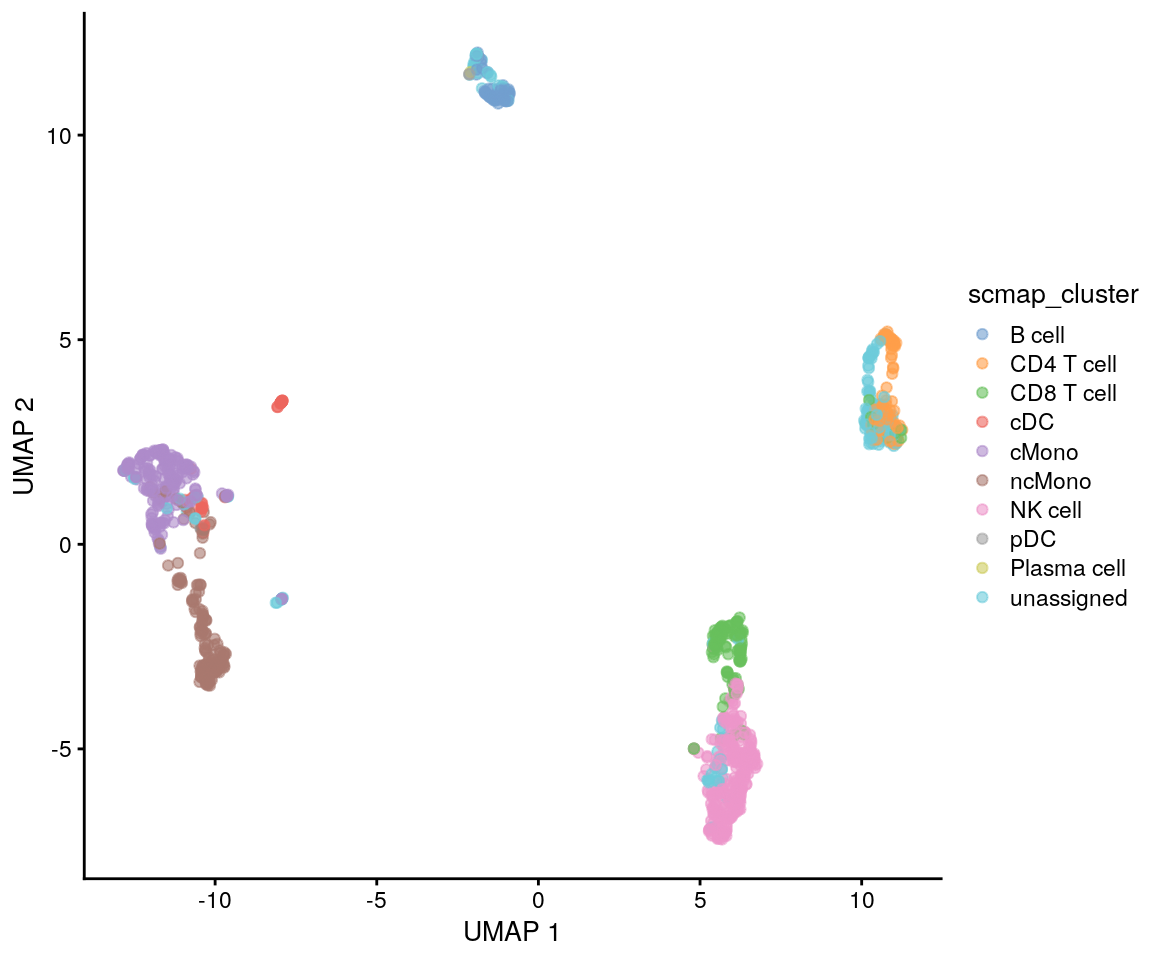 10
5
0
-5
UMAP 2
-10
-5
0
5
10
UMAP 1
scmap_cluster
B cell
CD4 T cell
CD8 T cell
cDC
cMono
ncMono
NK cell
pDC
Plasma cell
unassigned